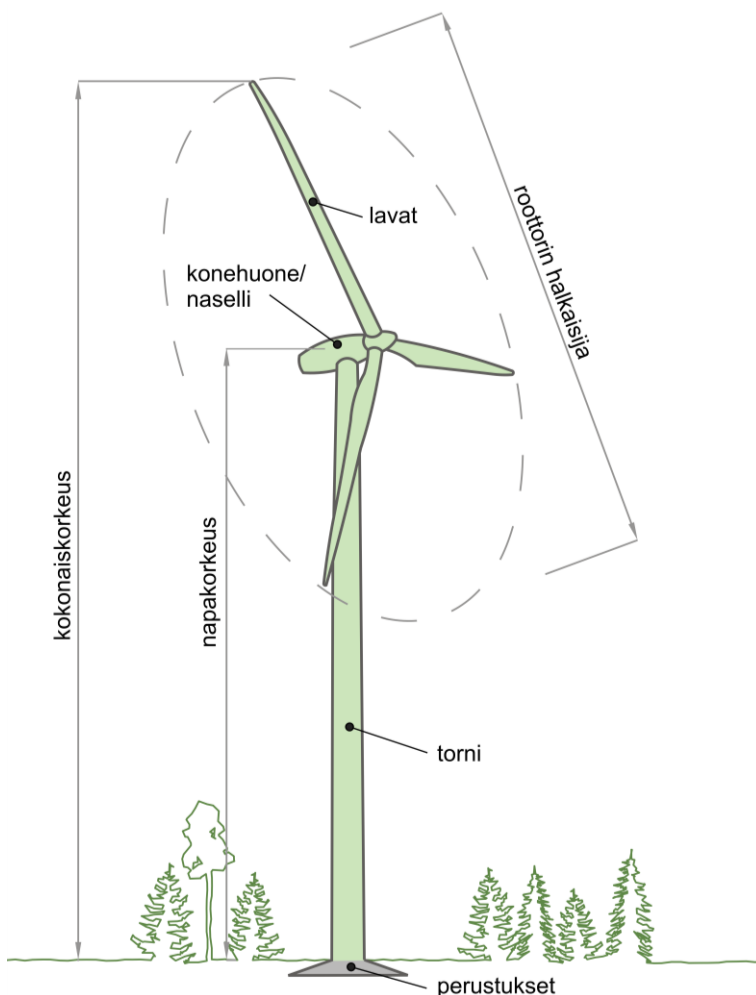 lavat
roottorin halkaisija
konehuone/
naselli
kokonaiskorkeus
napakorkeus
torni
perustukset